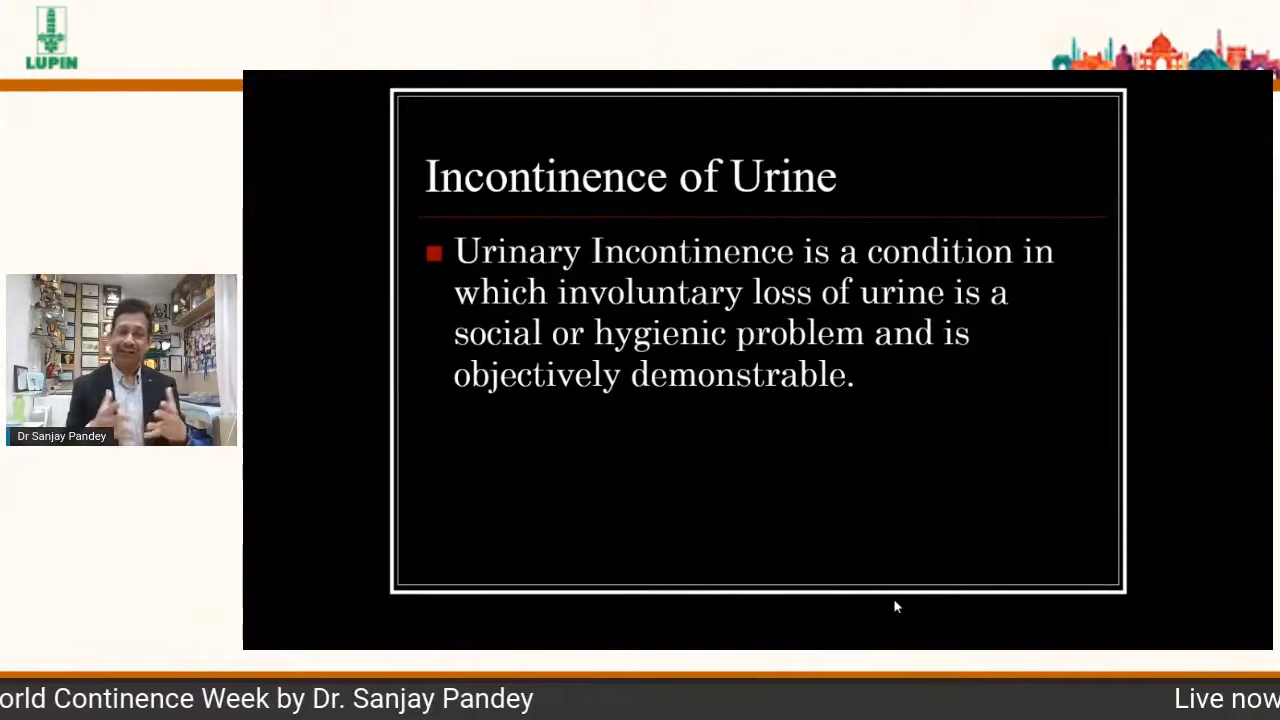 LUPIN
Incontinence of Urine
Urinary Incontinence is a condition in
which involuntary loss of urine is a
social or hygienic problem and is
objectively demonstrable.
Dr Sanjay Pandey
orld Continence Week by Dr. Sanjay Pandey
Live now